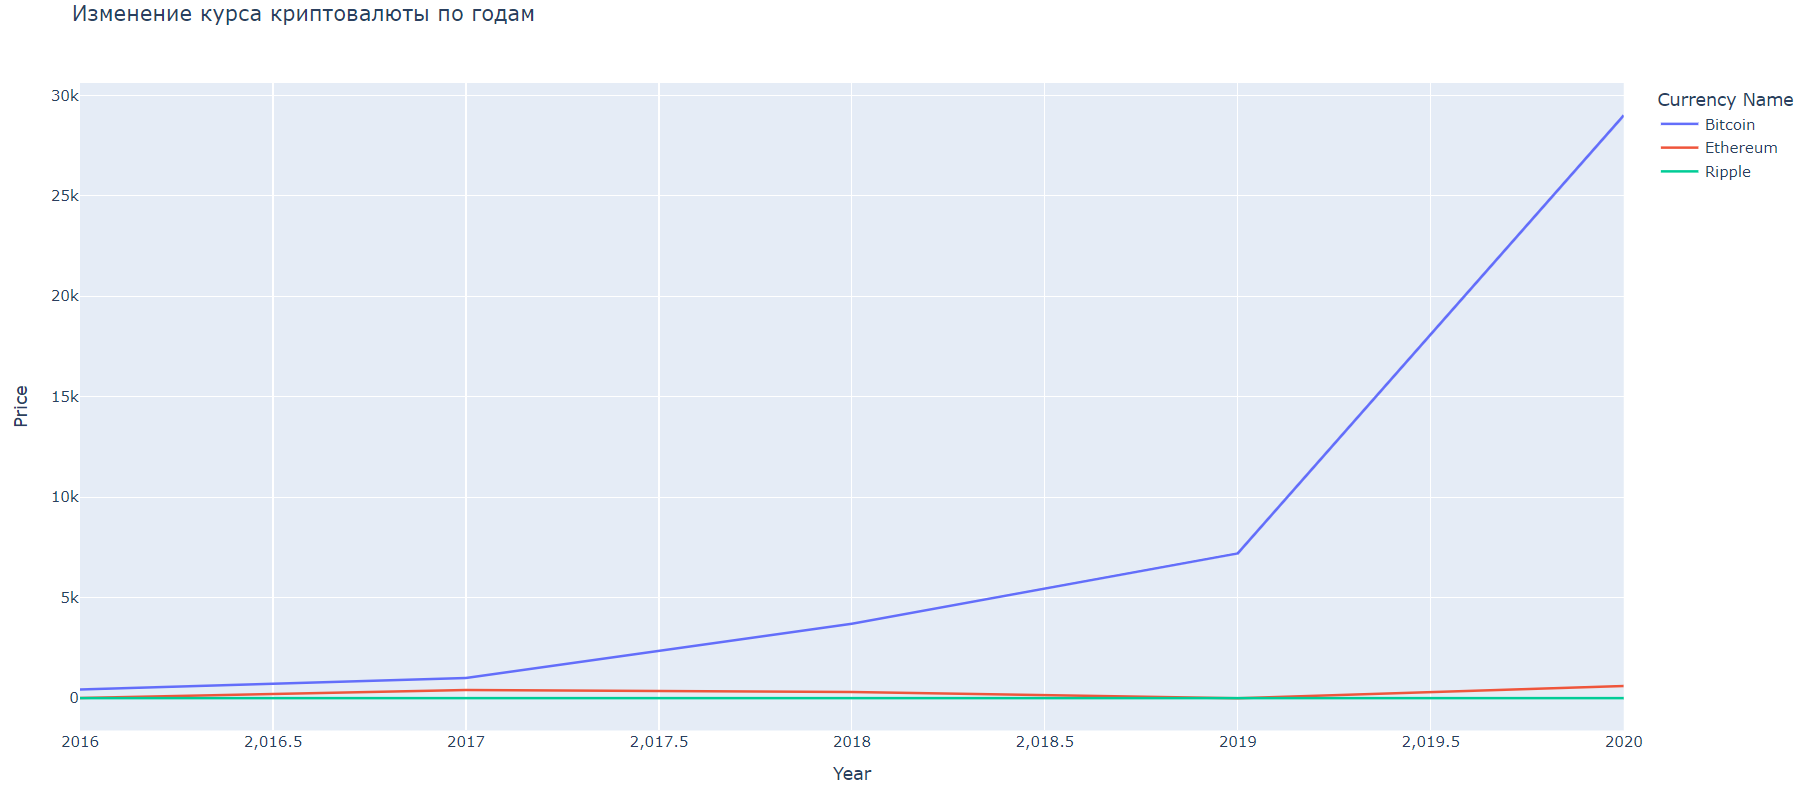 Изменение курса криптовалюты по годам
30k
25k
20k
15k
10k
5k
0
Price
2016
2,016.5
2017
2,017.5
2018
2,018.5
2019
2,019.5
2020
Year
Currency Name
Bitcoin
Ethereum
Ripple